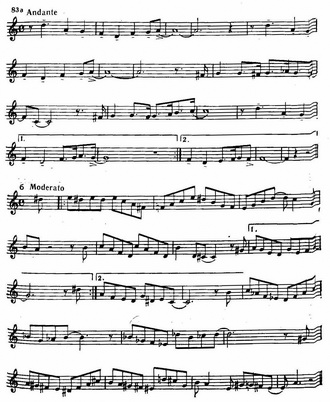 83a Andante
1. 2.
6 Moderato
1.
2.